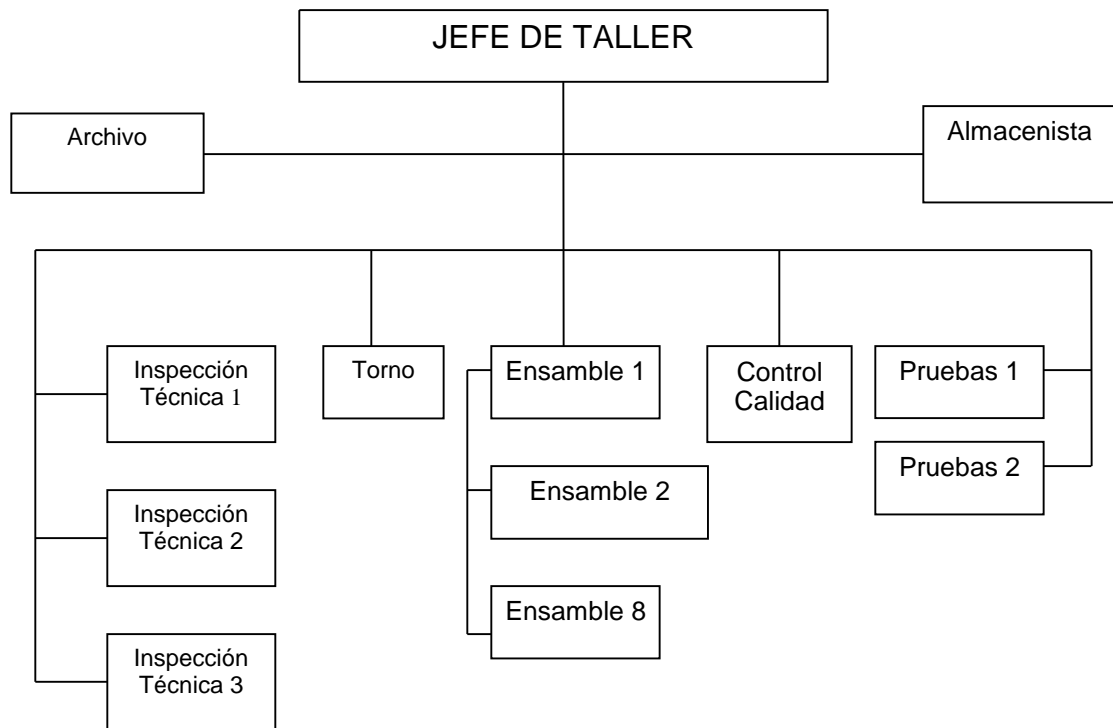 JEFE DE TALLER
Archivo
Almacenista
Inspección
Técnica 1
Torno
Ensamble 1
Control
Calidad
Pruebas 1
Pruebas 2
Ensamble 2
Inspección
Técnica 2
Ensamble 8
Inspección
Técnica 3